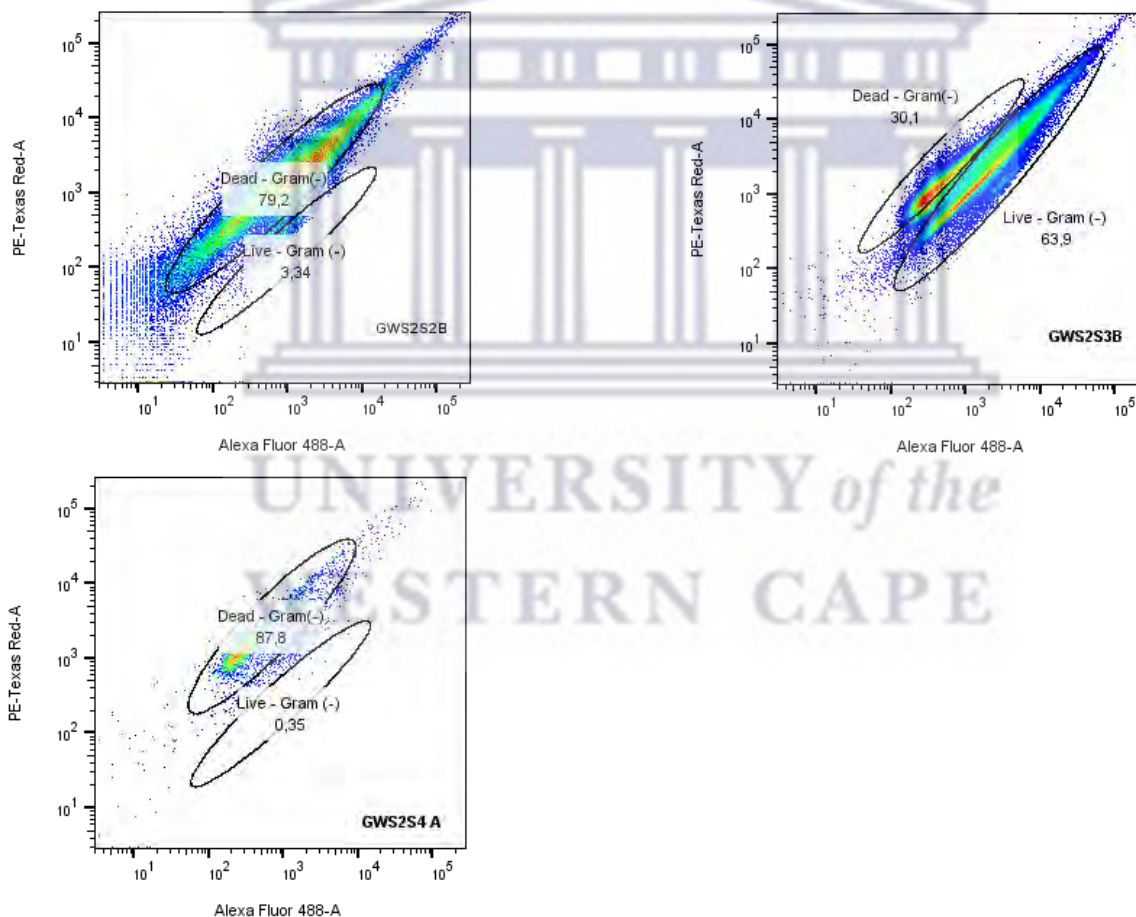 PE-Texas Red-A
10⁵
10⁴
10³
10²
10¹
Dead - Gram(-)
79,2
Live - Gram (-)
3,34
GWS2S2B
10¹ 10² 10³ 10⁴ 10⁵
Alexa Fluor 488-A
PE-Texas Red-A
10⁵
10⁴
10³
10²
10¹
Dead - Gram(-)
30,1
Live - Gram (-)
63,9
GWS2S3B
10¹ 10² 10³ 10⁴ 10⁵
Alexa Fluor 488-A
UNIVERSITY of the
WESTERN CAPE
PE-Texas Red-A
10⁵
10⁴
10³
10²
10¹
Dead - Gram(-)
87,8
Live - Gram (-)
0,35
GWS2S4 A
10¹ 10² 10³ 10⁴ 10⁵
Alexa Fluor 488-A